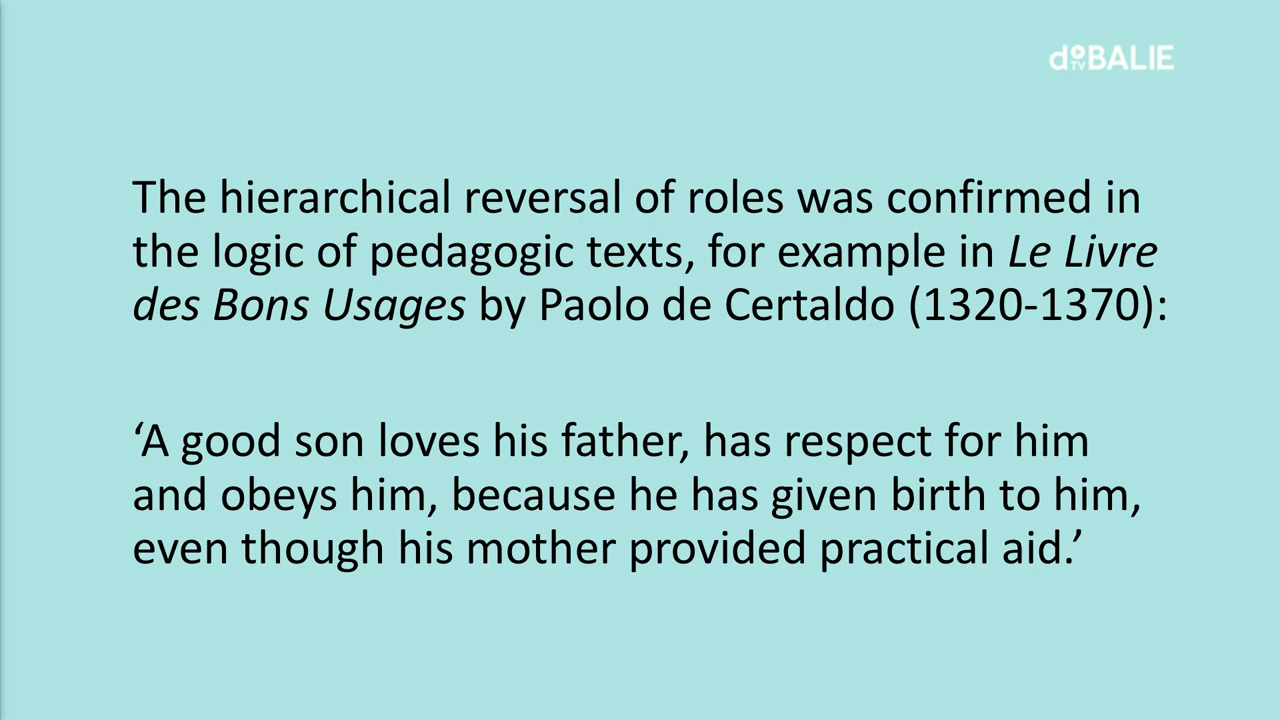 de BALIE
TV
The hierarchical reversal of roles was confirmed in
the logic of pedagogic texts, for example in Le Livre
des Bons Usages by Paolo de Certaldo (1320-1370):
‘A good son loves his father, has respect for him
and obeys him, because he has given birth to him,
even though his mother provided practical aid.’